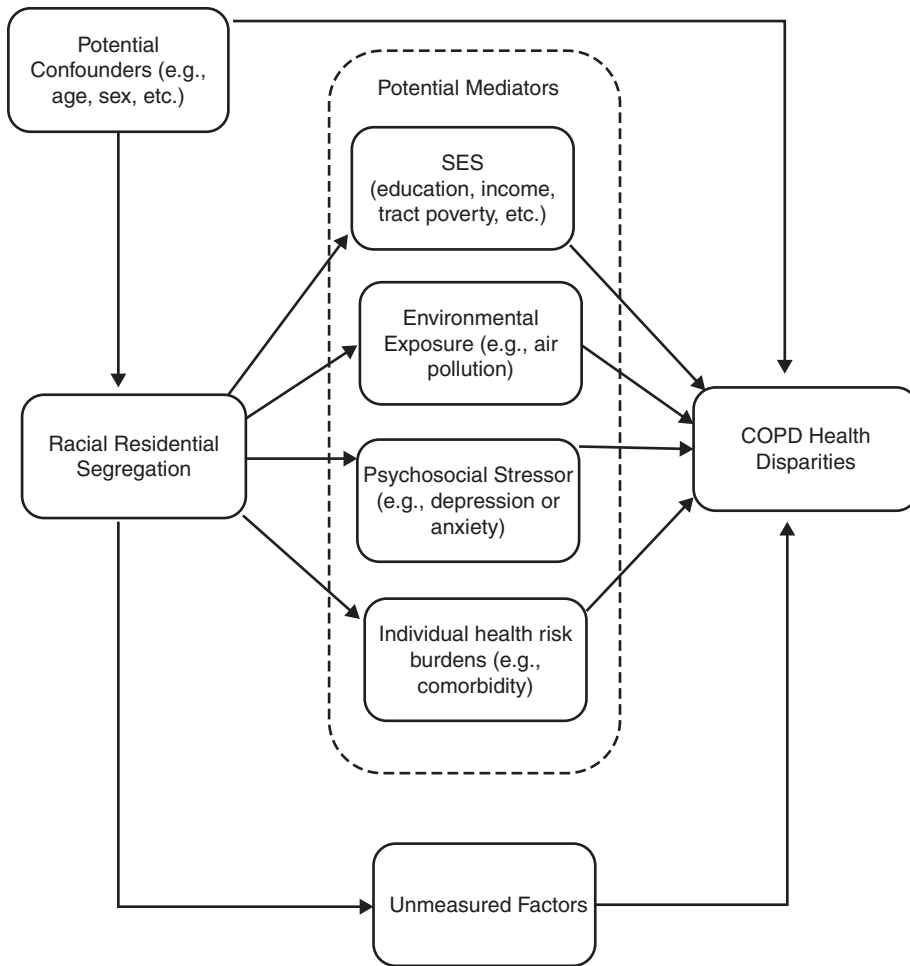 Potential
Confounders (e.g.,
age, sex, etc.)
Potential Mediators
SES
(education, income,
tract poverty, etc.)
Environmental
Exposure (e.g., air
pollution)
Racial Residential
Segregation
Psychosocial Stressor
(e.g., depression or
anxiety)
COPD Health
Disparities
Individual health risk
burdens (e.g.,
comorbidity)
Unmeasured Factors